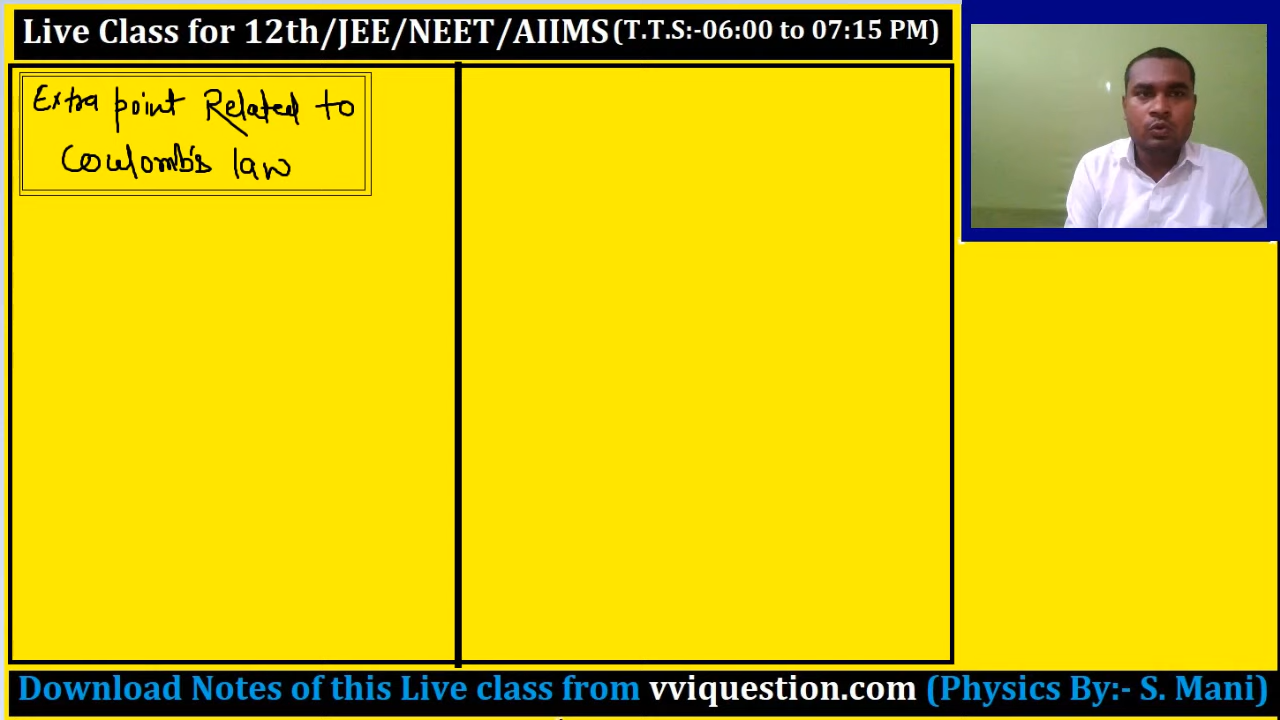 Live Class for 12th/JEE/NEET/AIIMS(T.T.S:-06:00 to 07:15 PM)
Extra point Related to
Coulomb's law
Download Notes of this Live class from vviquestion.com (Physics By:- S. Mani)